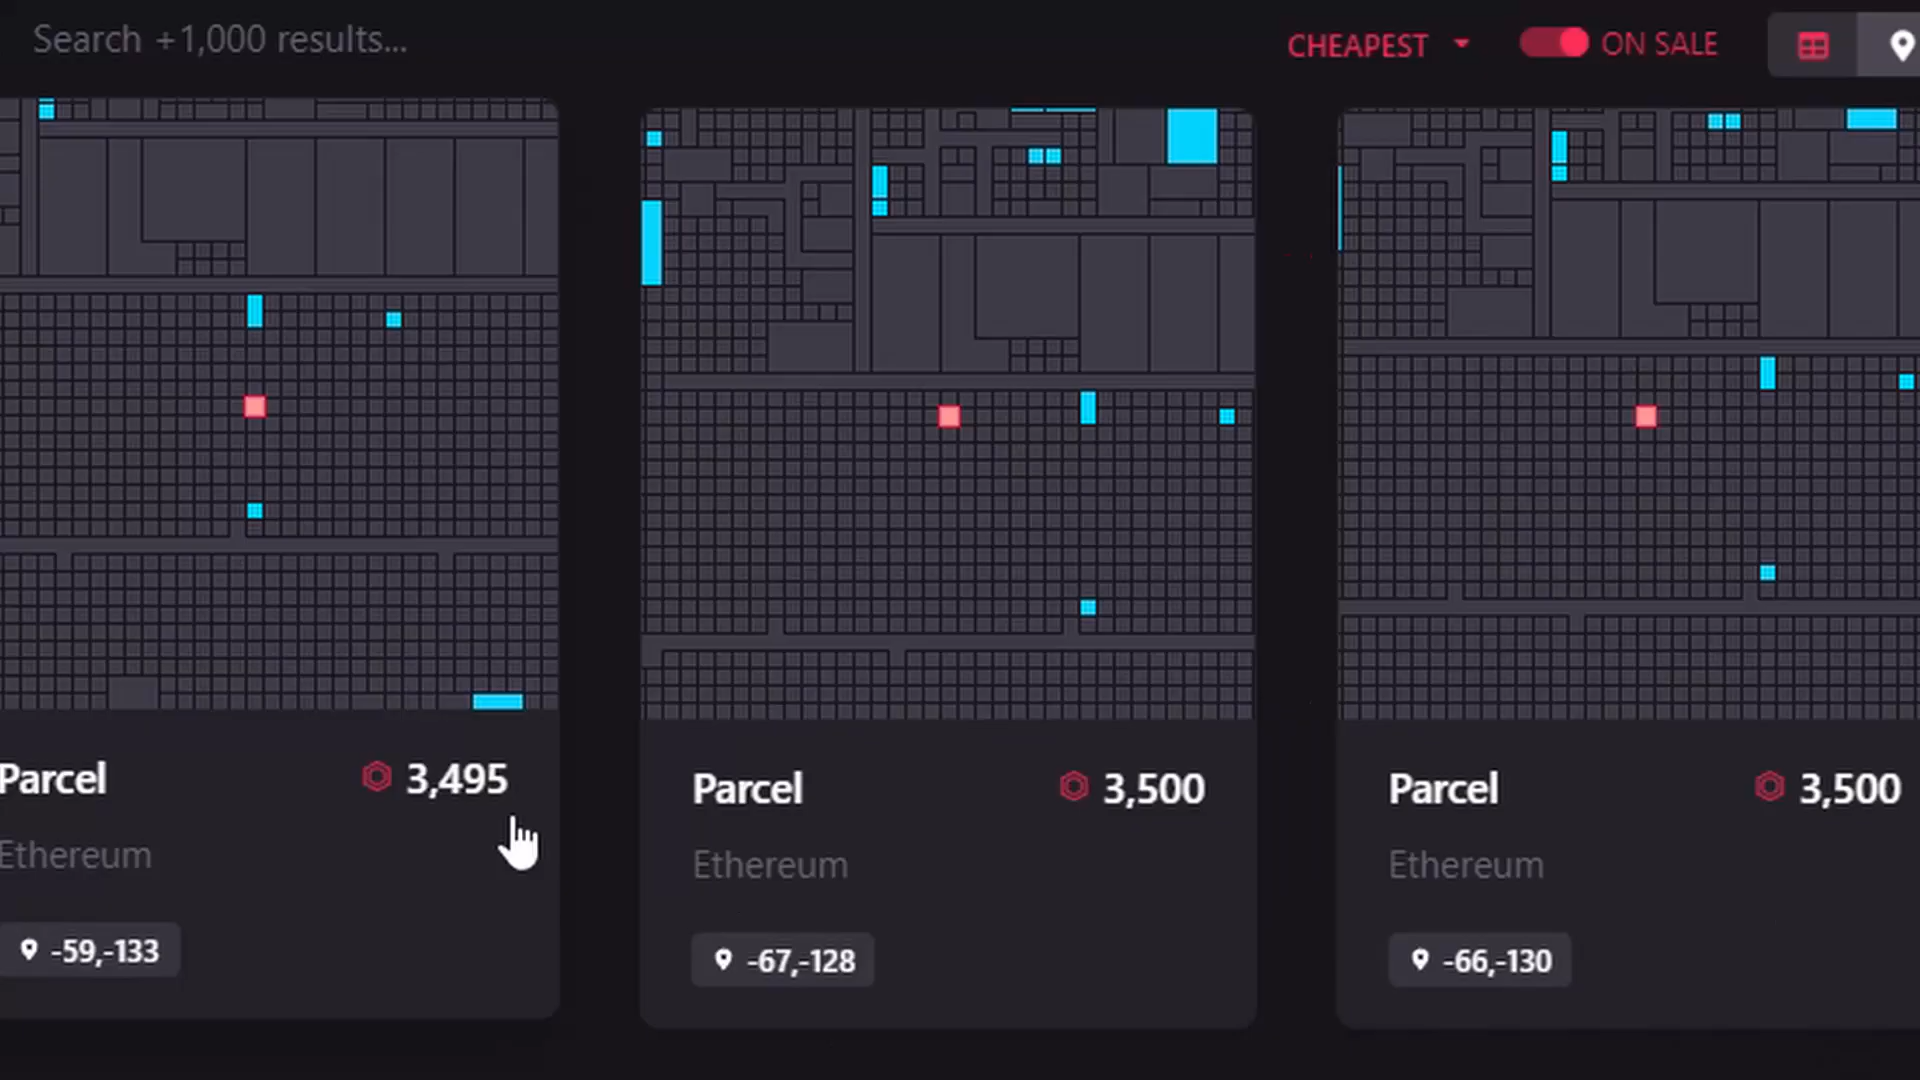 Search +1,000 results...
CHEAPEST
ON SALE
Parcel
3,495
Ethereum
-59,-133
Parcel
3,500
Ethereum
-67,-128
Parcel
3,500
Ethereum
-66,-130